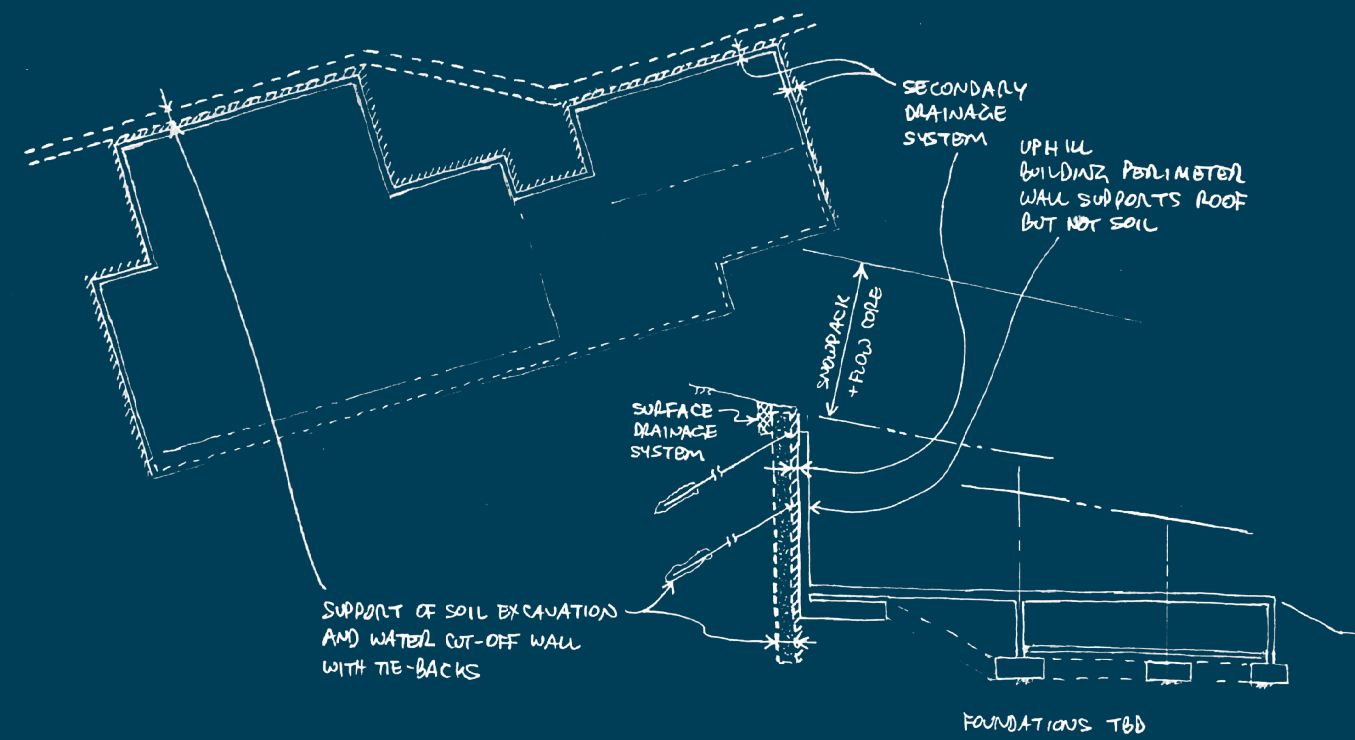 SECONDARY
DRAINAGE
SYSTEM
UPHILL
BUILDING PERIMETER
WALL SUPPORTS ROOF
BUT NOT SOIL
SNOWPACK
+FLOW CORE
SURFACE
DRAINAGE
SYSTEM
SUPPORT OF SOIL EXCAVATION
AND WATER CUT-OFF WALL
WITH TIE-BACKS
FOUNDATIONS TBD